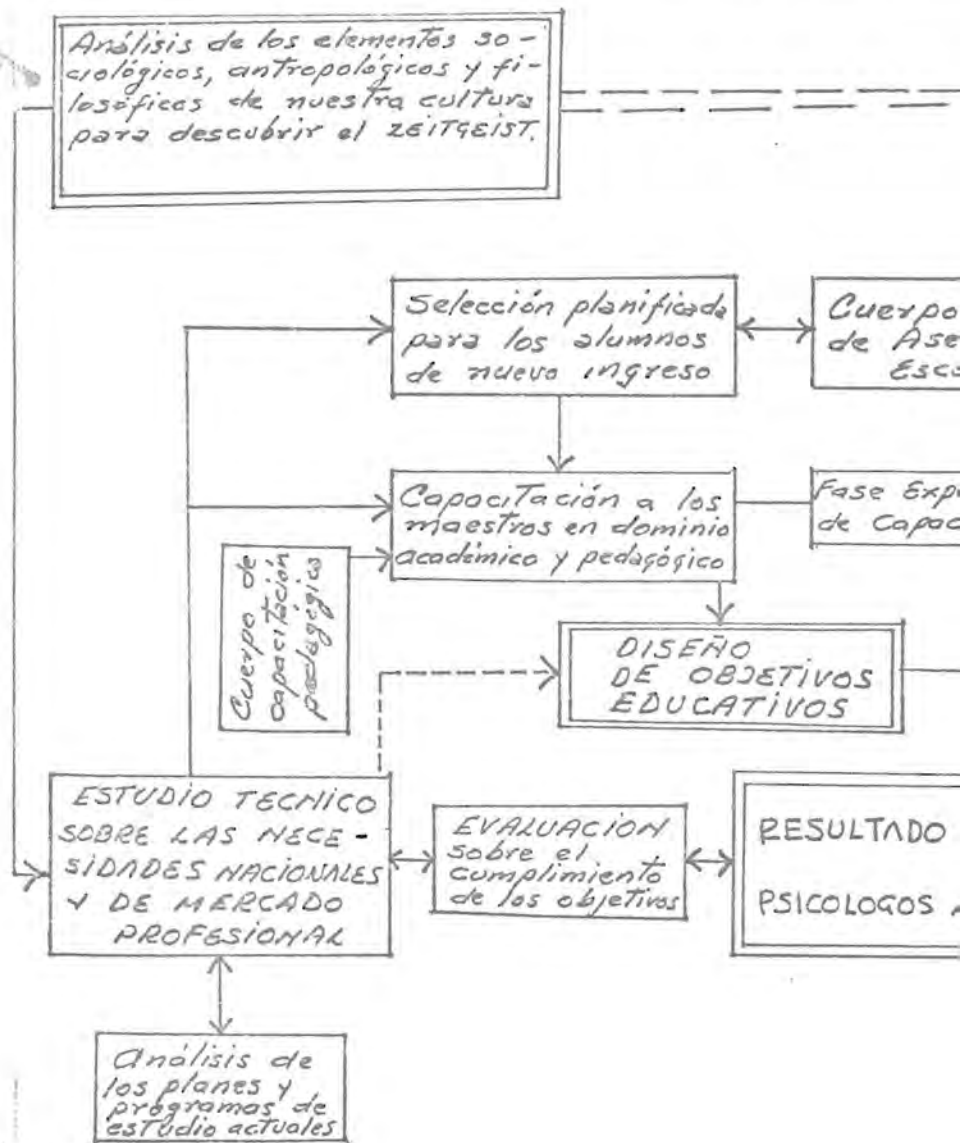 Análisis de los elementos so-
ciológicos, antropológicos y fi-
losóficos de nuestra cultura
para descubrir el ZEITGEIST.
Selección planificada
para los alumnos
de nuevo ingreso
Cuerpo
de Ase
Esco
Capacitación a los
maestros en dominio
académico y pedagógico
Fase Expe
de Capac
Cuerpo de
capacitación
pedagógica
DISEÑO
DE OBJETIVOS
EDUCATIVOS
ESTUDIO TECNICO
SOBRE LAS NECE-
SIDADES NACIONALES
Y DE MERCADO
PROFESIONAL
EVALUACION
sobre el
cumplimiento
de los objetivos
RESULTADO
PSICOLOGOS
Análisis de
los planes y
programas de
estudio actuales